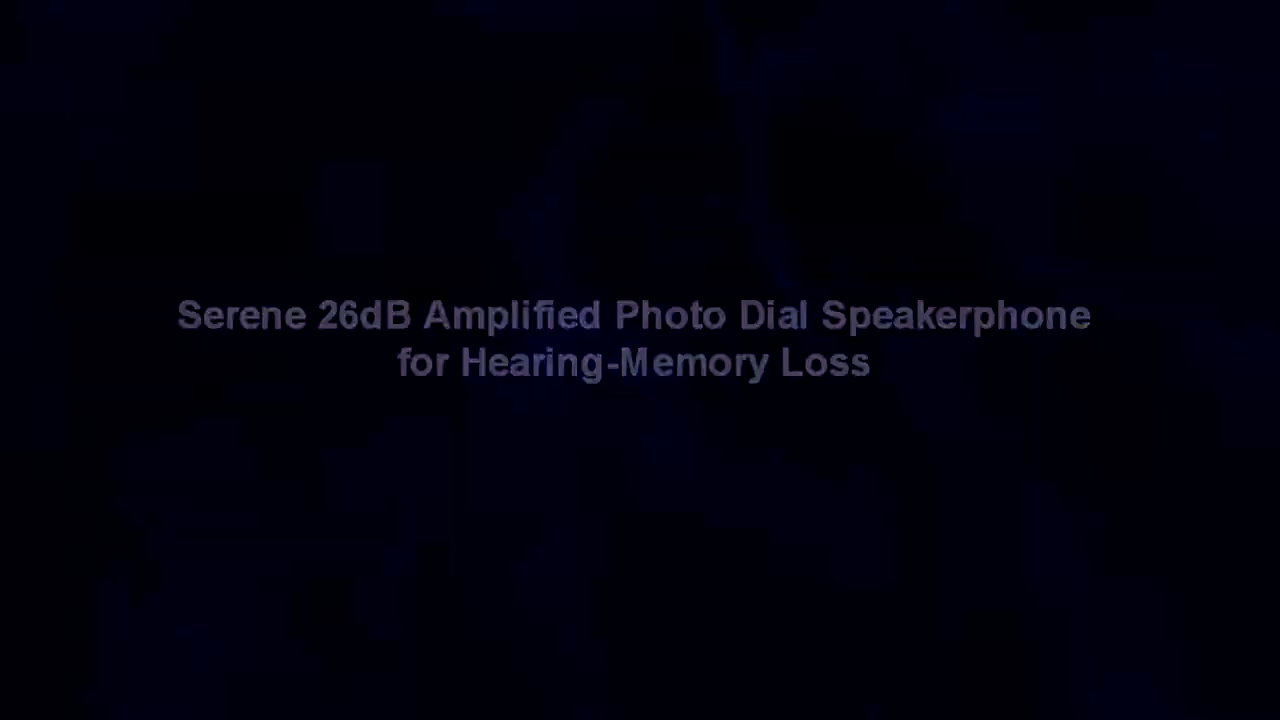 Serene 26dB Amplified Photo Dial Speakerphone
for Hearing-Memory Loss